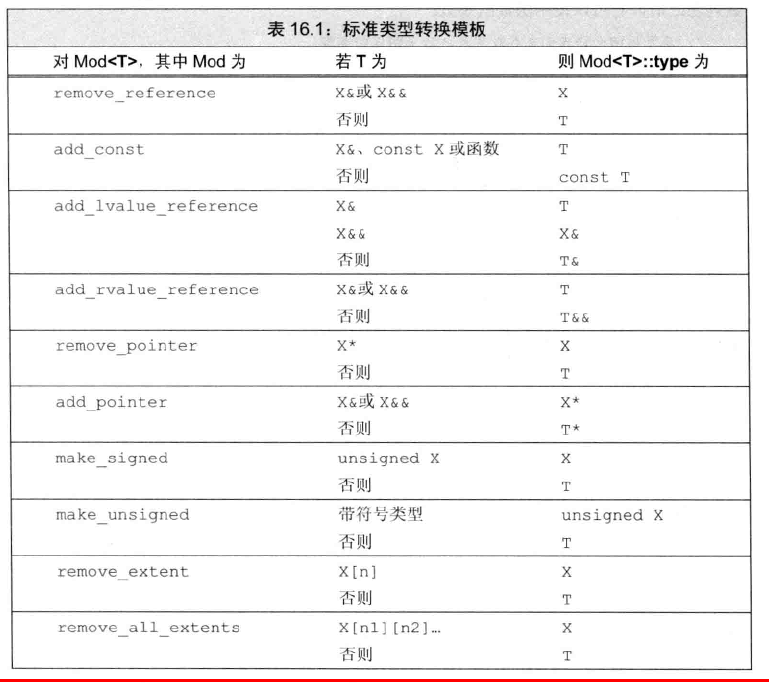 表 16.1：标准类型转换模板
对 Mod<T>，其中 Mod 为 若 T 为 则 Mod<T>::type 为
remove_reference X&或 X&& X
否则 T
add_const X&、const X 或函数 T
否则 const T
add_lvalue_reference X& T
X&& X&
否则 T&
add_rvalue_reference X&或 X&& T
否则 T&&
remove_pointer X* X
否则 T
add_pointer X&或 X&& X*
否则 T*
make_signed unsigned X X
否则 T
make_unsigned 带符号类型 unsigned X
否则 T
remove_extent X[n] X
否则 T
remove_all_extents X[n1][n2]… X
否则 T